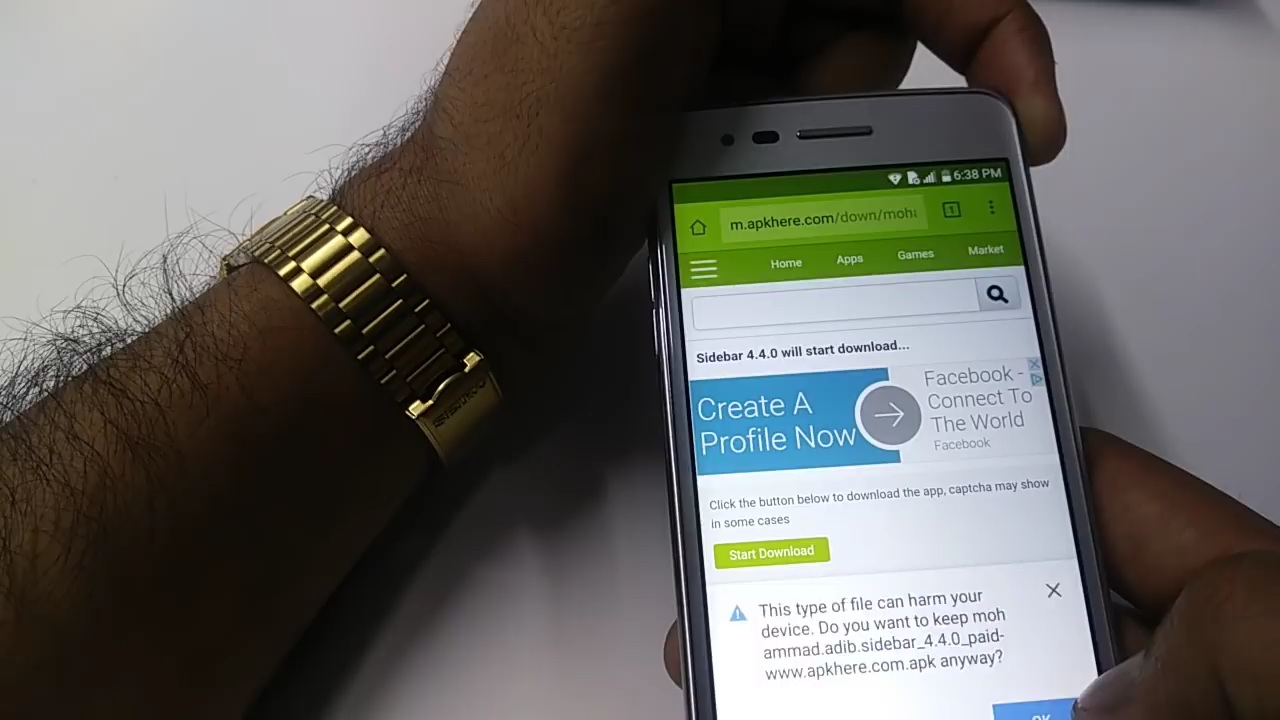 6:38 PM
m.apkhere.com/down/moha
1
Home Apps Games Market
Sidebar 4.4.0 will start download...
Create A
Profile Now
Facebook -
Connect To
The World
Facebook
Click the button below to download the app, captcha may show
in some cases
Start Download
This type of file can harm your
device. Do you want to keep moh
ammad.adib.sidebar_4.4.0_paid-
www.apkhere.com.apk anyway?
OK